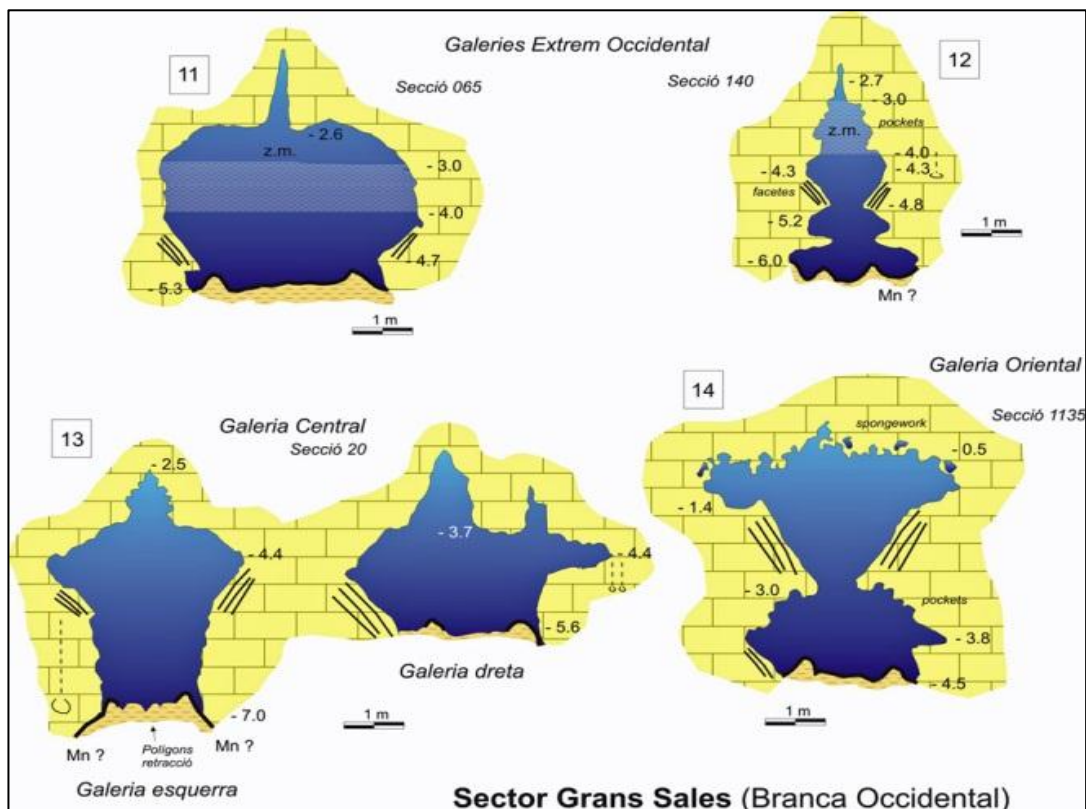 Galeries Extrem Occidental
11
Secció 065
- 2.6
z.m.
- 3.0
- 4.0
- 4.7
- 5.3
1 m
12
Secció 140
- 2.7
- 3.0
pockets
z.m.
- 4.0
- 4.3
- 4.3
facetes
- 4.8
- 5.2
- 6.0
Mn ?
1 m
13
Galeria Central
Secció 20
- 2.5
- 4.4
- 7.0
Mn ?
Mn ?
Polígons
retracció
Galeria esquerra
- 3.7
- 4.4
- 5.6
Galeria dreta
1 m
Galeria Oriental
14
Secció 1135
spongework
- 0.5
- 1.4
- 3.0
pockets
- 3.8
- 4.5
1 m
Sector Grans Sales (Branca Occidental)